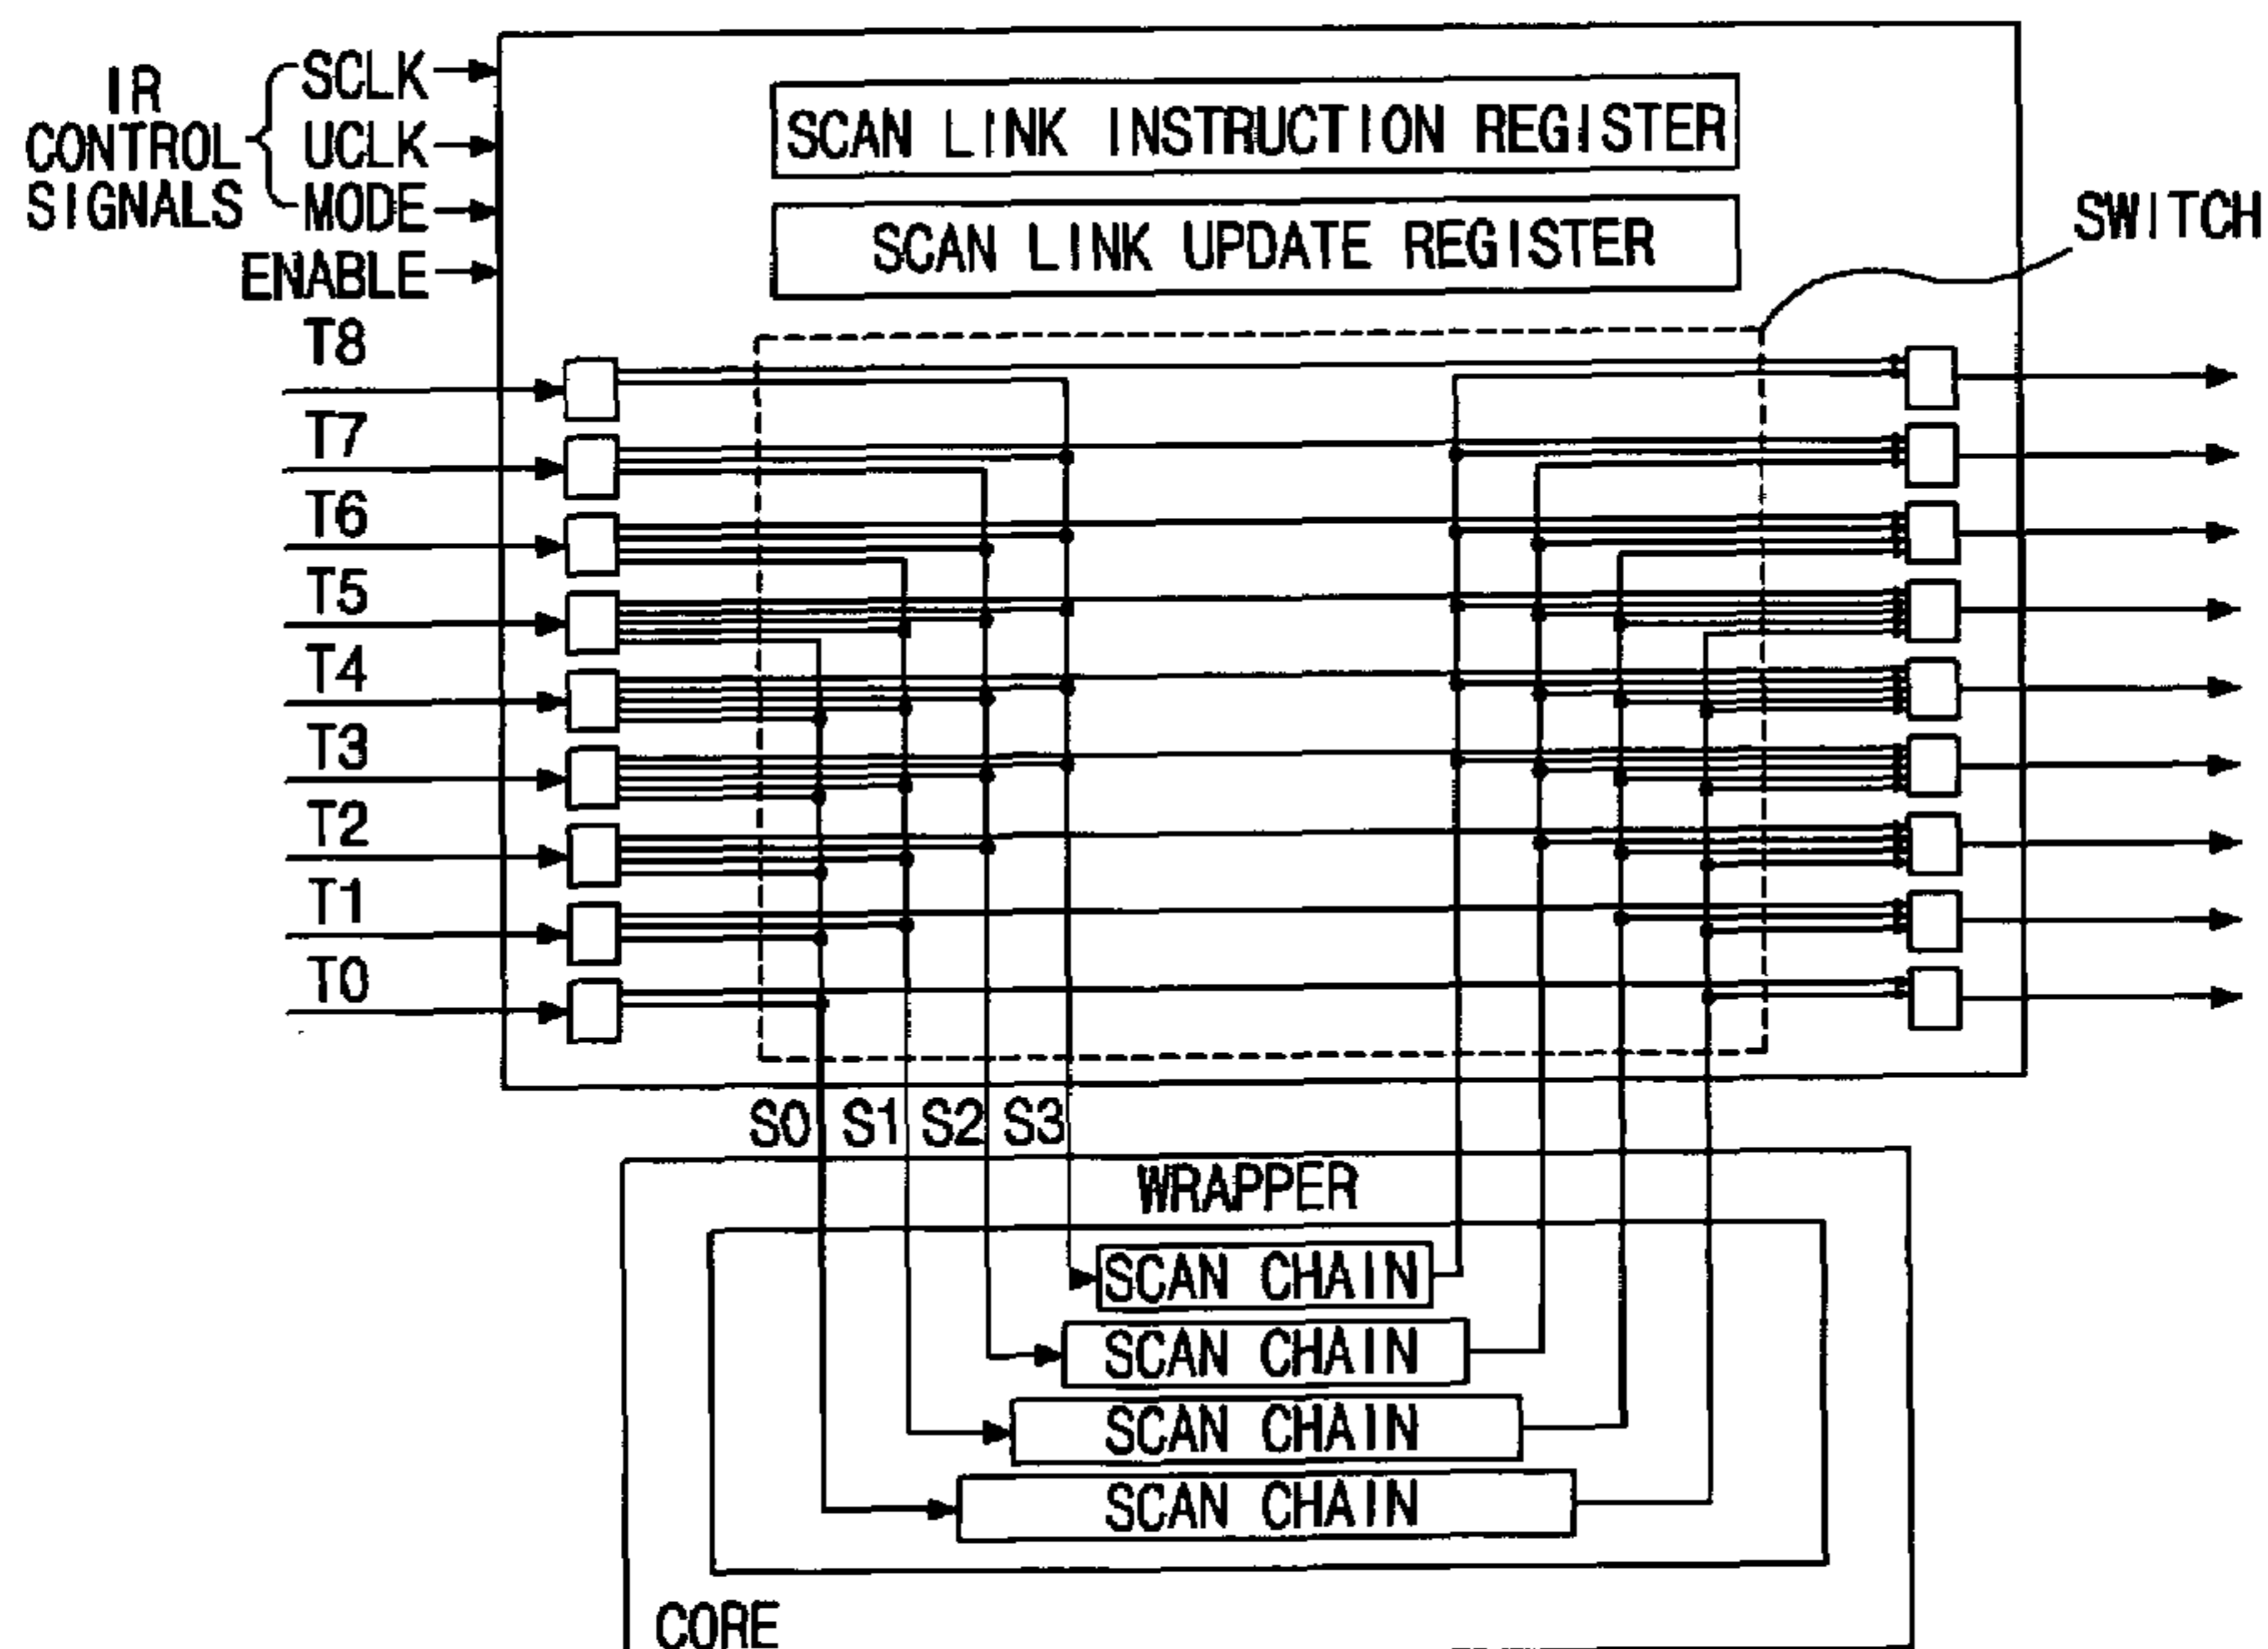 IR
CONTROL
SIGNALS
SCLK
UCLK
MODE
ENABLE
SCAN LINK INSTRUCTION REGISTER
SCAN LINK UPDATE REGISTER
SWITCH
T8
T7
T6
T5
T4
T3
T2
T1
T0
S0 S1 S2 S3
WRAPPER
SCAN CHAIN
SCAN CHAIN
SCAN CHAIN
SCAN CHAIN
CORE